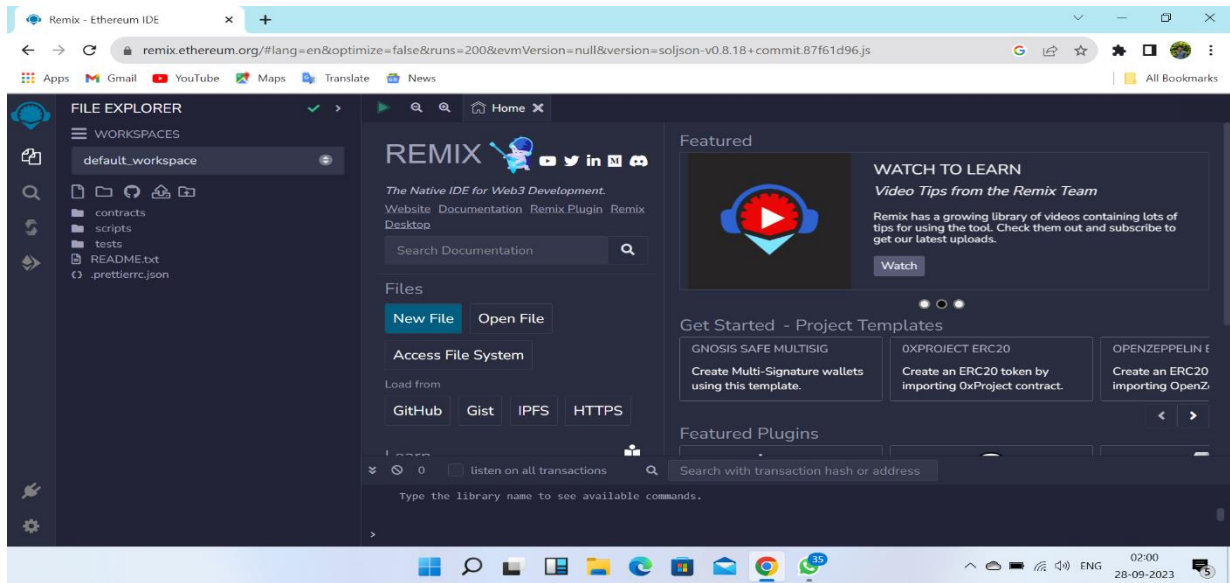 Remix - Ethereum IDE
remix.ethereum.org/#lang=en&optimize=false&runs=200&evmVersion=null&version=soljson-v0.8.18+commit.87f61d96.js
Apps Gmail YouTube Maps Translate News All Bookmarks
FILE EXPLORER
WORKSPACES
default_workspace
contracts
scripts
tests
README.txt
.prettierrc.json
Home
REMIX
The Native IDE for Web3 Development.
Website Documentation Remix Plugin Remix
Desktop
Search Documentation
Files
New File Open File
Access File System
Load from
GitHub Gist IPFS HTTPS
Learn
Featured
WATCH TO LEARN
Video Tips from the Remix Team
Remix has a growing library of videos containing lots of
tips for using the tool. Check them out and subscribe to
get our latest uploads.
Watch
Get Started - Project Templates
GNOSIS SAFE MULTISIG
Create Multi-Signature wallets
using this template.
0XPROJECT ERC20
Create an ERC20 token by
importing 0xProject contract.
OPENZEPPELIN E
Create an ERC20
importing OpenZ
Featured Plugins
0 listen on all transactions Search with transaction hash or address
Type the library name to see available commands.
>
35
ENG
02:00
28-09-2023
5